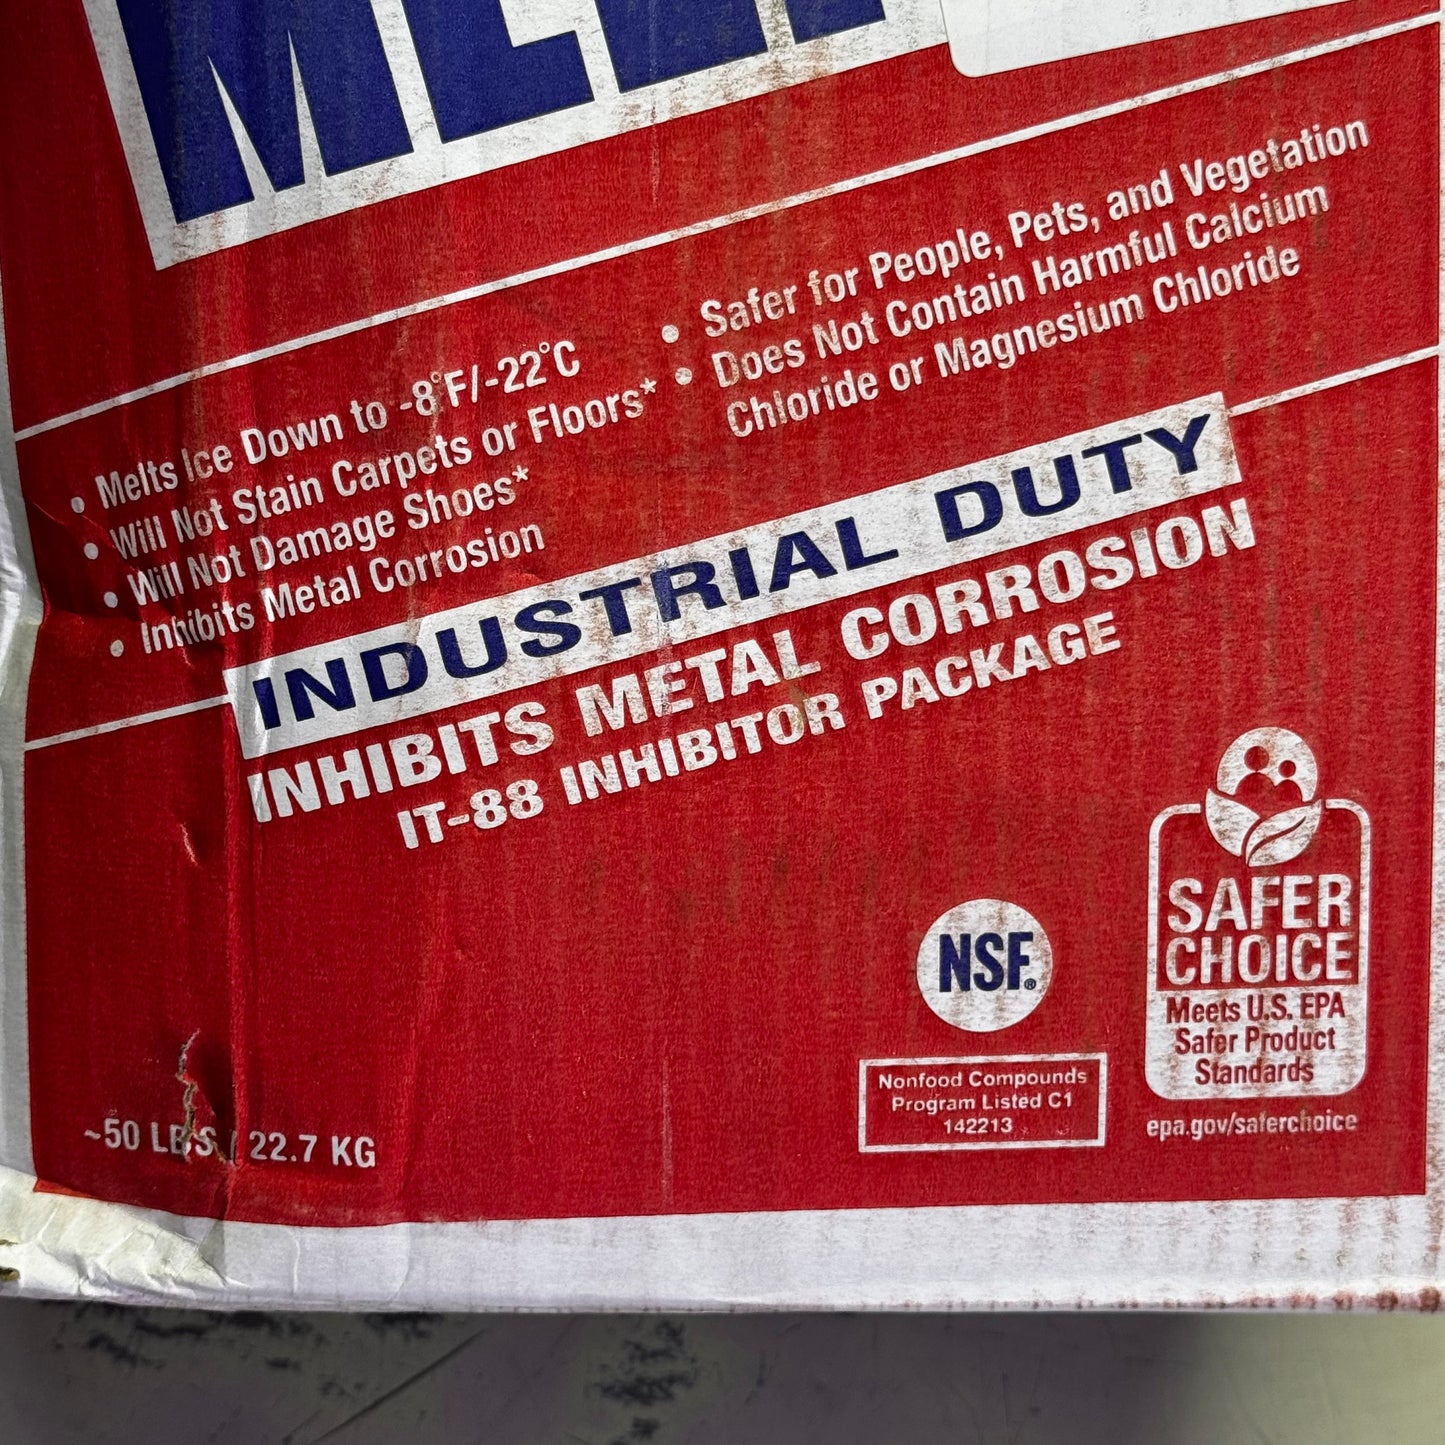 • Melts Ice Down to -8°F/-22°C
• Will Not Stain Carpets or Floors*
• Will Not Damage Shoes*
• Inhibits Metal Corrosion
• Safer for People, Pets, and Vegetation
• Does Not Contain Harmful Calcium
Chloride or Magnesium Chloride
INDUSTRIAL DUTY
INHIBITS METAL CORROSION
IT-88 INHIBITOR PACKAGE
NSF®
Nonfood Compounds
Program Listed C1
142213
SAFER
CHOICE
Meets U.S. EPA
Safer Product
Standards
epa.gov/saferchoice
~50 LBS / 22.7 KG